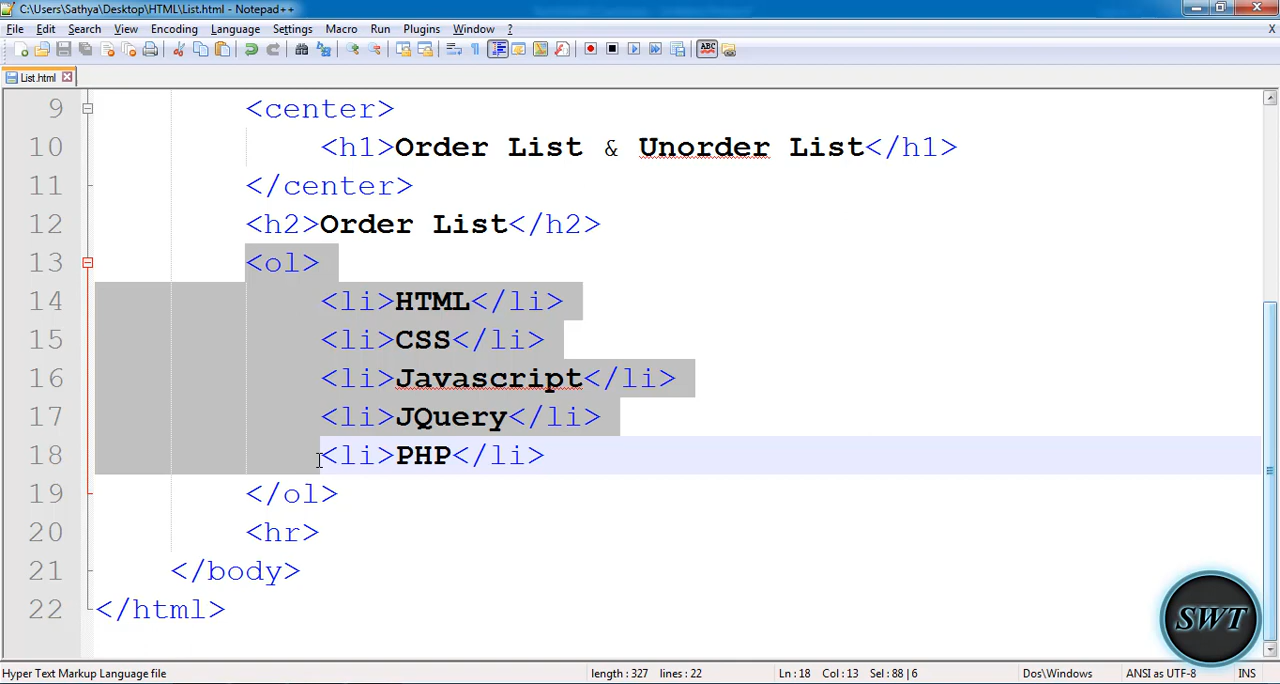 C:\Users\Sathya\Desktop\HTML\List.html - Notepad++
File Edit Search View Encoding Language Settings Macro Run Plugins Window ? X
ABC
List.html
9 <center>
10 <h1>Order List & Unorder List</h1>
11 </center>
12 <h2>Order List</h2>
13 <ol>
14 <li>HTML</li>
15 <li>CSS</li>
16 <li>Javascript</li>
17 <li>JQuery</li>
18 <li>PHP</li>
19 </ol>
20 <hr>
21 </body>
22 </html>
SWT
Hyper Text Markup Language file length : 327 lines : 22 Ln : 18 Col : 13 Sel : 88 | 6 Dos\Windows ANSI as UTF-8 INS